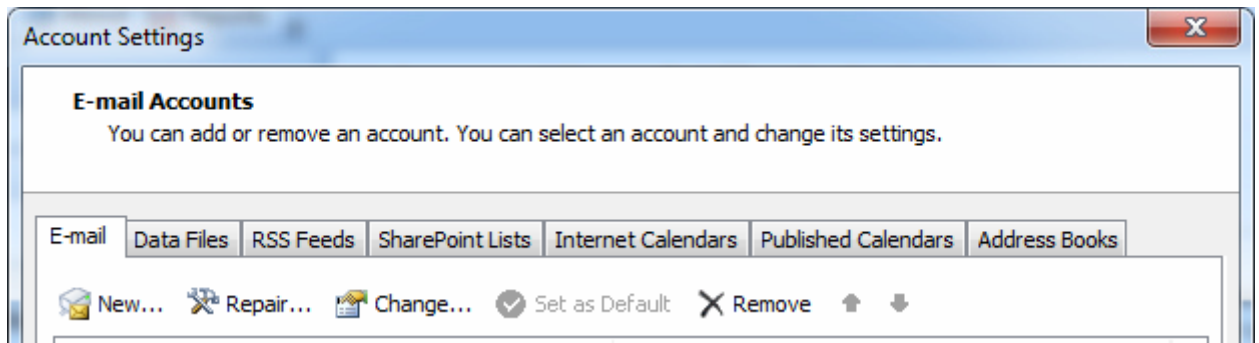 Account Settings
E-mail Accounts
You can add or remove an account. You can select an account and change its settings.
E-mail Data Files RSS Feeds SharePoint Lists Internet Calendars Published Calendars Address Books
New... Repair... Change... Set as Default Remove